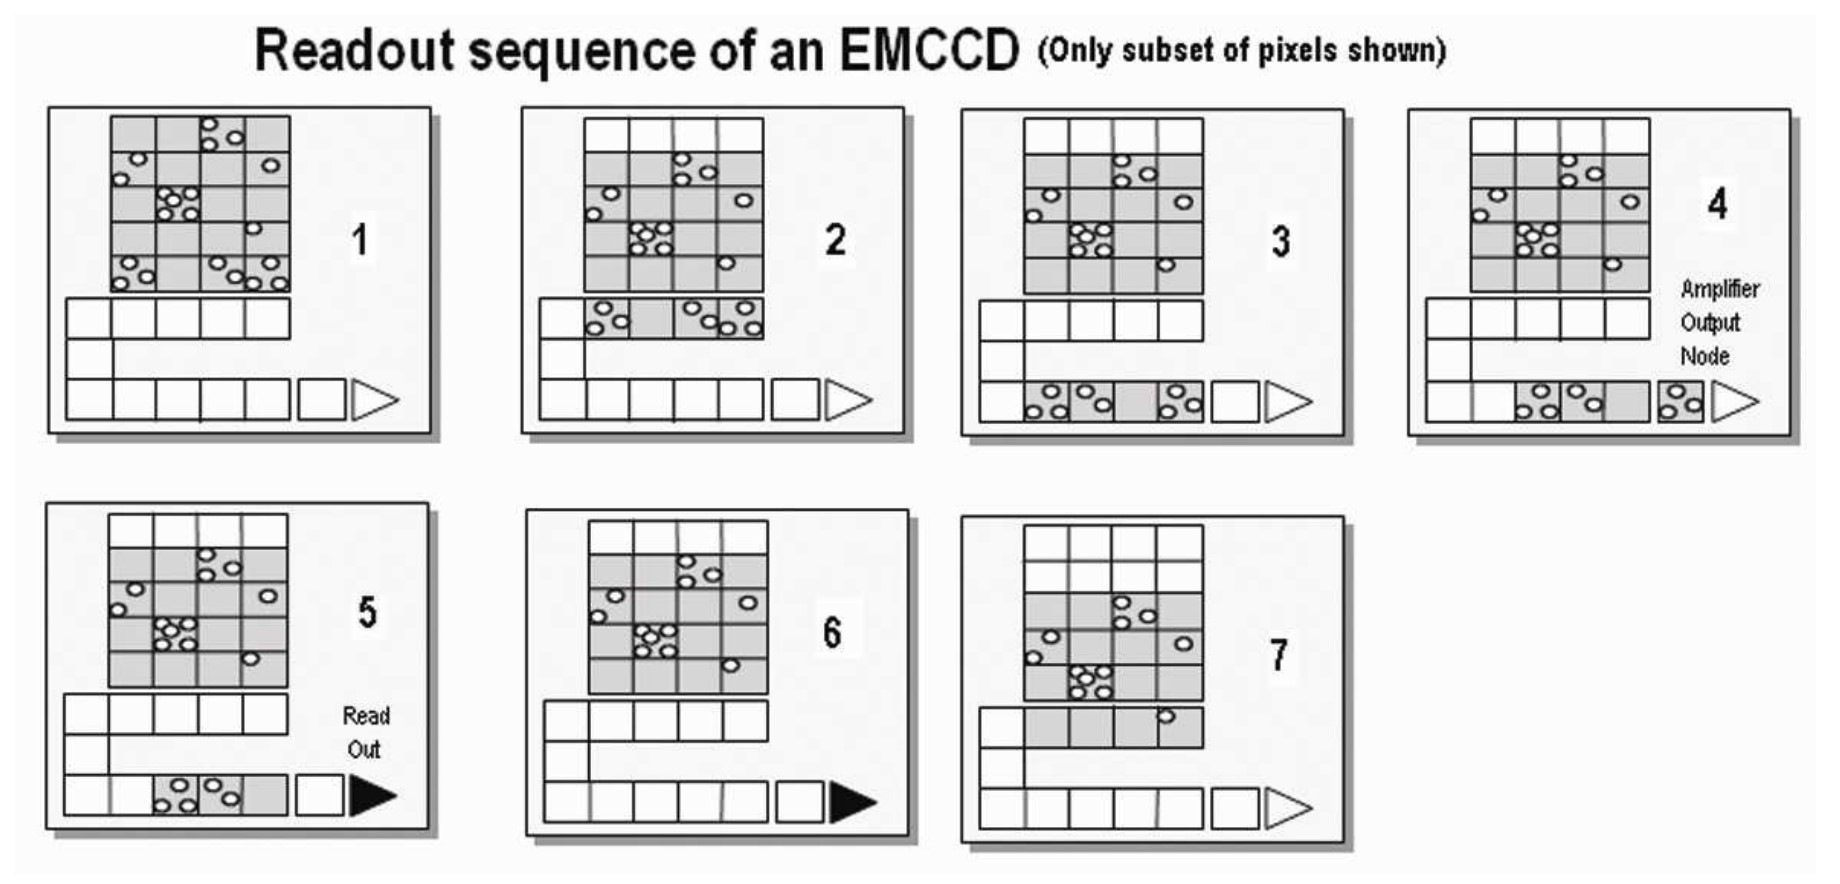 Readout sequence of an EMCCD (Only subset of pixels shown)
1
2
3
4
Amplifier
Output
Node
5
Read
Out
6
7